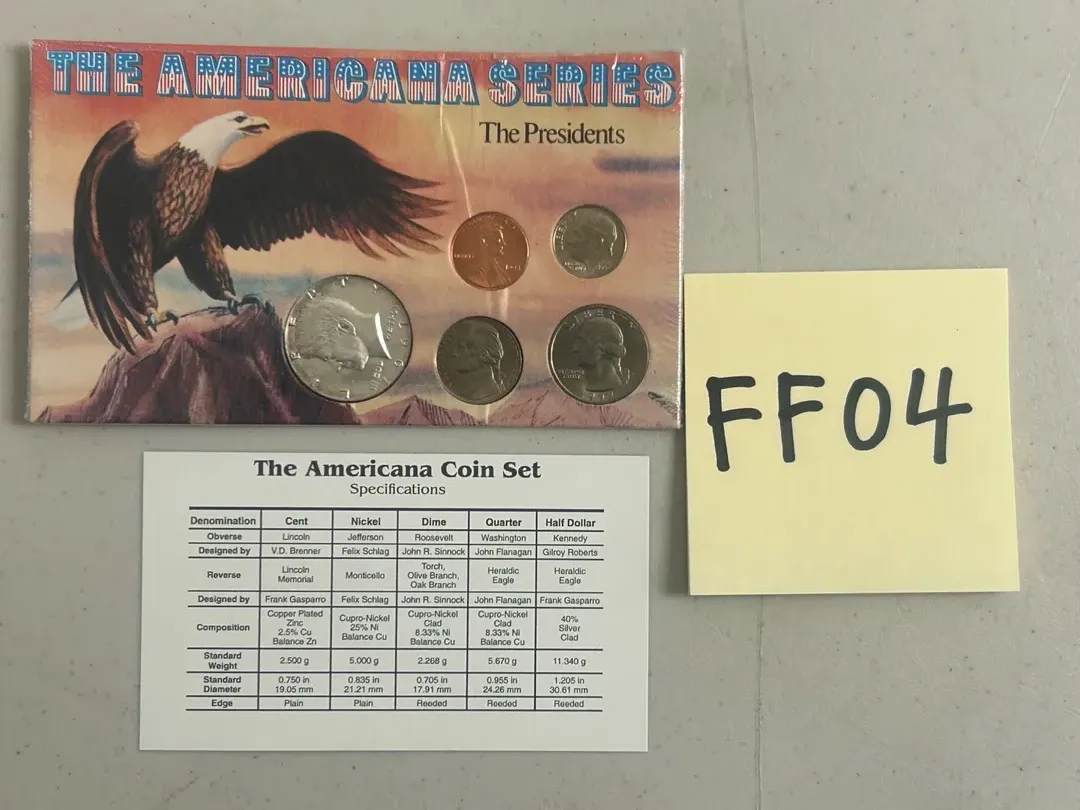 THE AMERICANA SERIES
The Presidents
FF04
The Americana Coin Set
Specifications
Denomination Cent Nickel Dime Quarter Half Dollar
Obverse Lincoln Jefferson Roosevelt Washington Kennedy
Designed by V.D. Brenner Felix Schlag John R. Sinnock John Flanagan Gilroy Roberts
Reverse Lincoln Memorial Monticello Torch, Olive Branch, Oak Branch Heraldic Eagle Heraldic Eagle
Designed by Frank Gasparro Felix Schlag John R. Sinnock John Flanagan Frank Gasparro
Composition Copper Plated Zinc 2.5% Cu Balance Zn Cupro-Nickel 25% Ni Balance Cu Cupro-Nickel Clad 8.33% Ni Balance Cu Cupro-Nickel Clad 8.33% Ni Balance Cu 40% Silver Clad
Standard Weight 2.500 g 5.000 g 2.268 g 5.670 g 11.340 g
Standard Diameter 0.750 in 19.05 mm 0.835 in 21.21 mm 0.705 in 17.91 mm 0.955 in 24.26 mm 1.205 in 30.61 mm
Edge Plain Plain Reeded Reeded Reeded